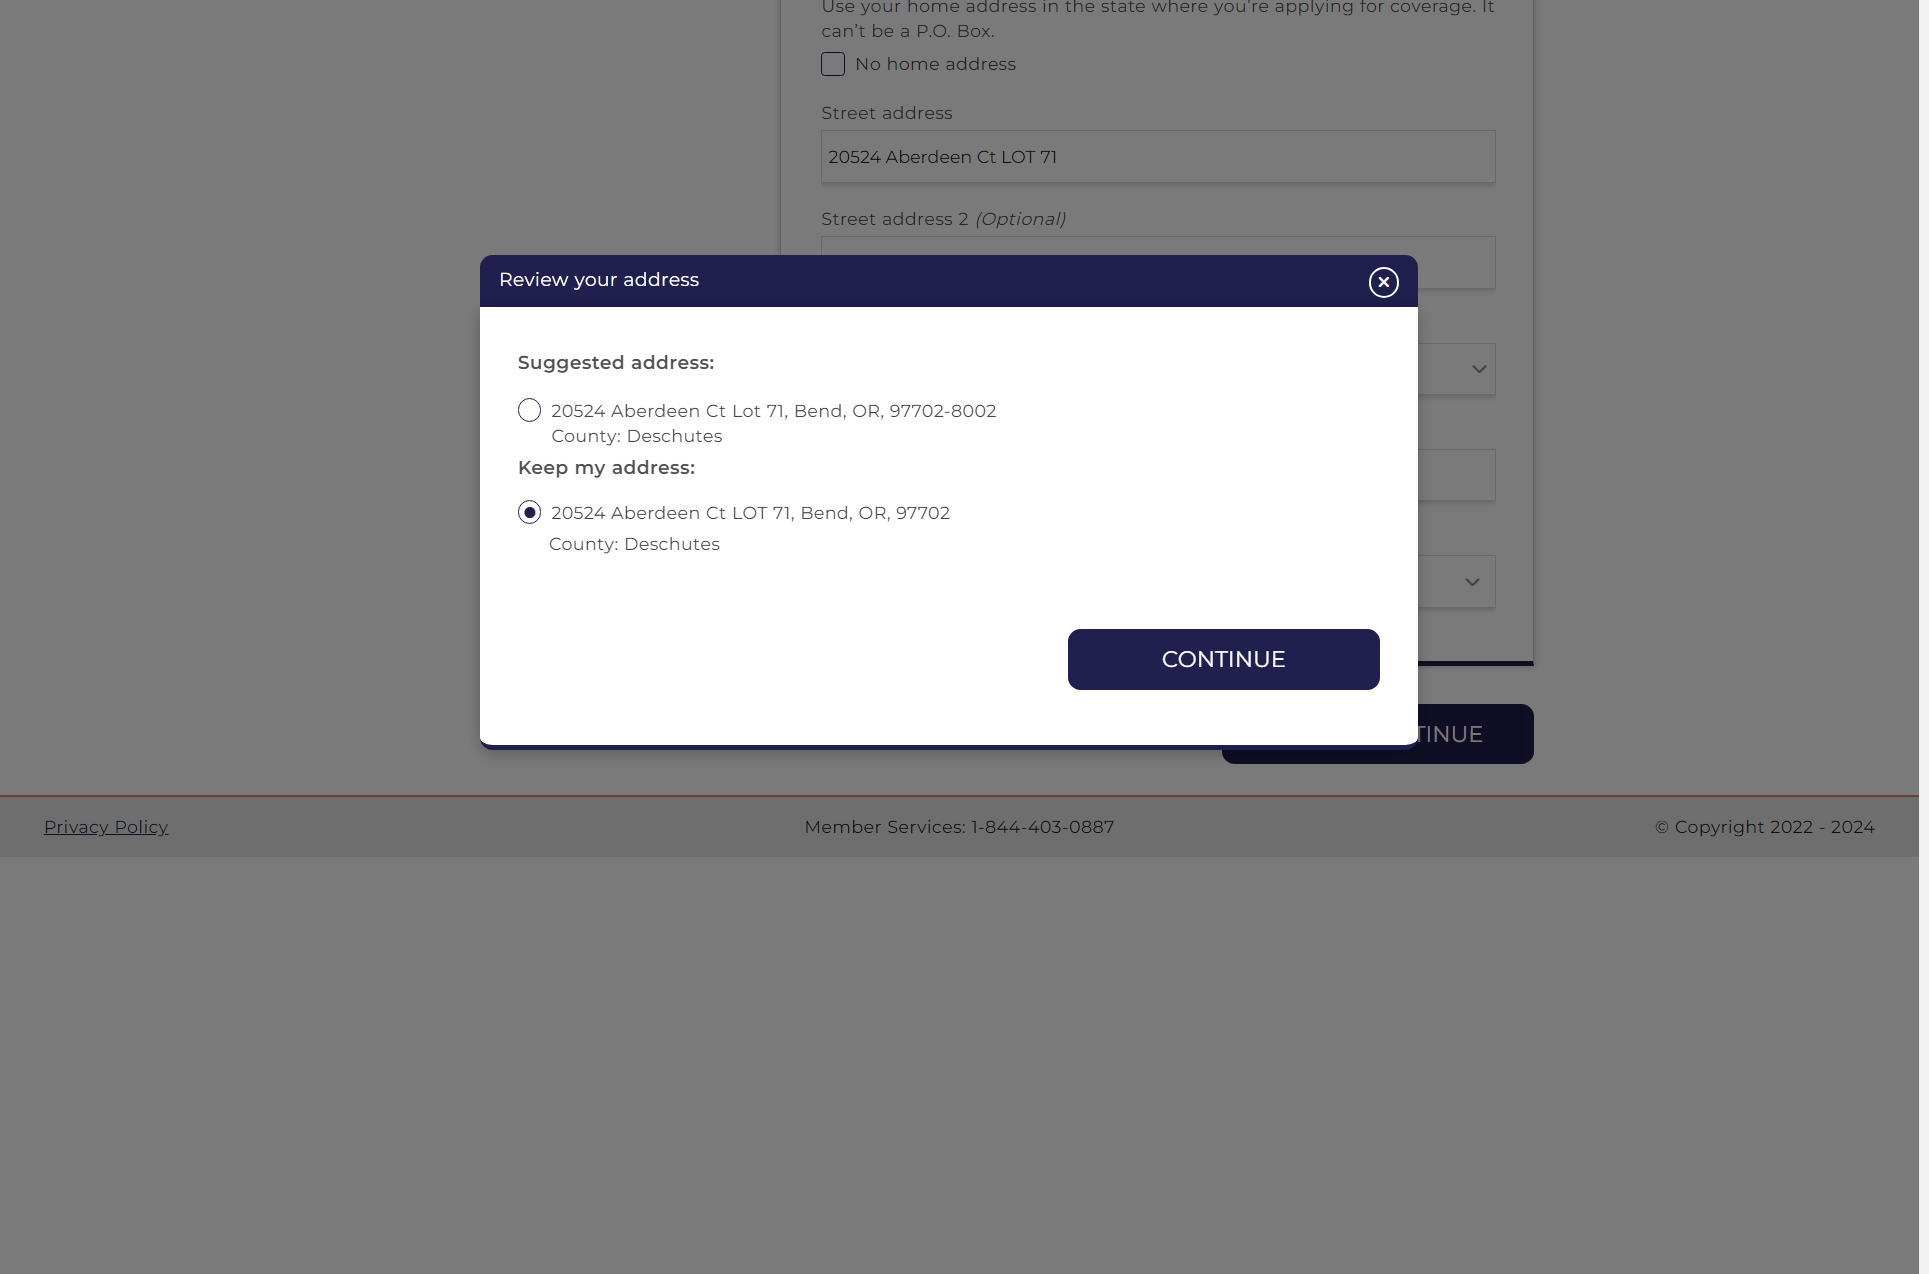 Use your home address in the state where you're applying for coverage. It
can't be a P.O. Box.
No home address
Street address
20524 Aberdeen Ct LOT 71
Street address 2 (Optional)
Review your address
Suggested address:
20524 Aberdeen Ct Lot 71, Bend, OR, 97702-8002
County: Deschutes
Keep my address:
20524 Aberdeen Ct LOT 71, Bend, OR, 97702
County: Deschutes
CONTINUE
TINUE
Privacy Policy
Member Services: 1-844-403-0887
© Copyright 2022 - 2024